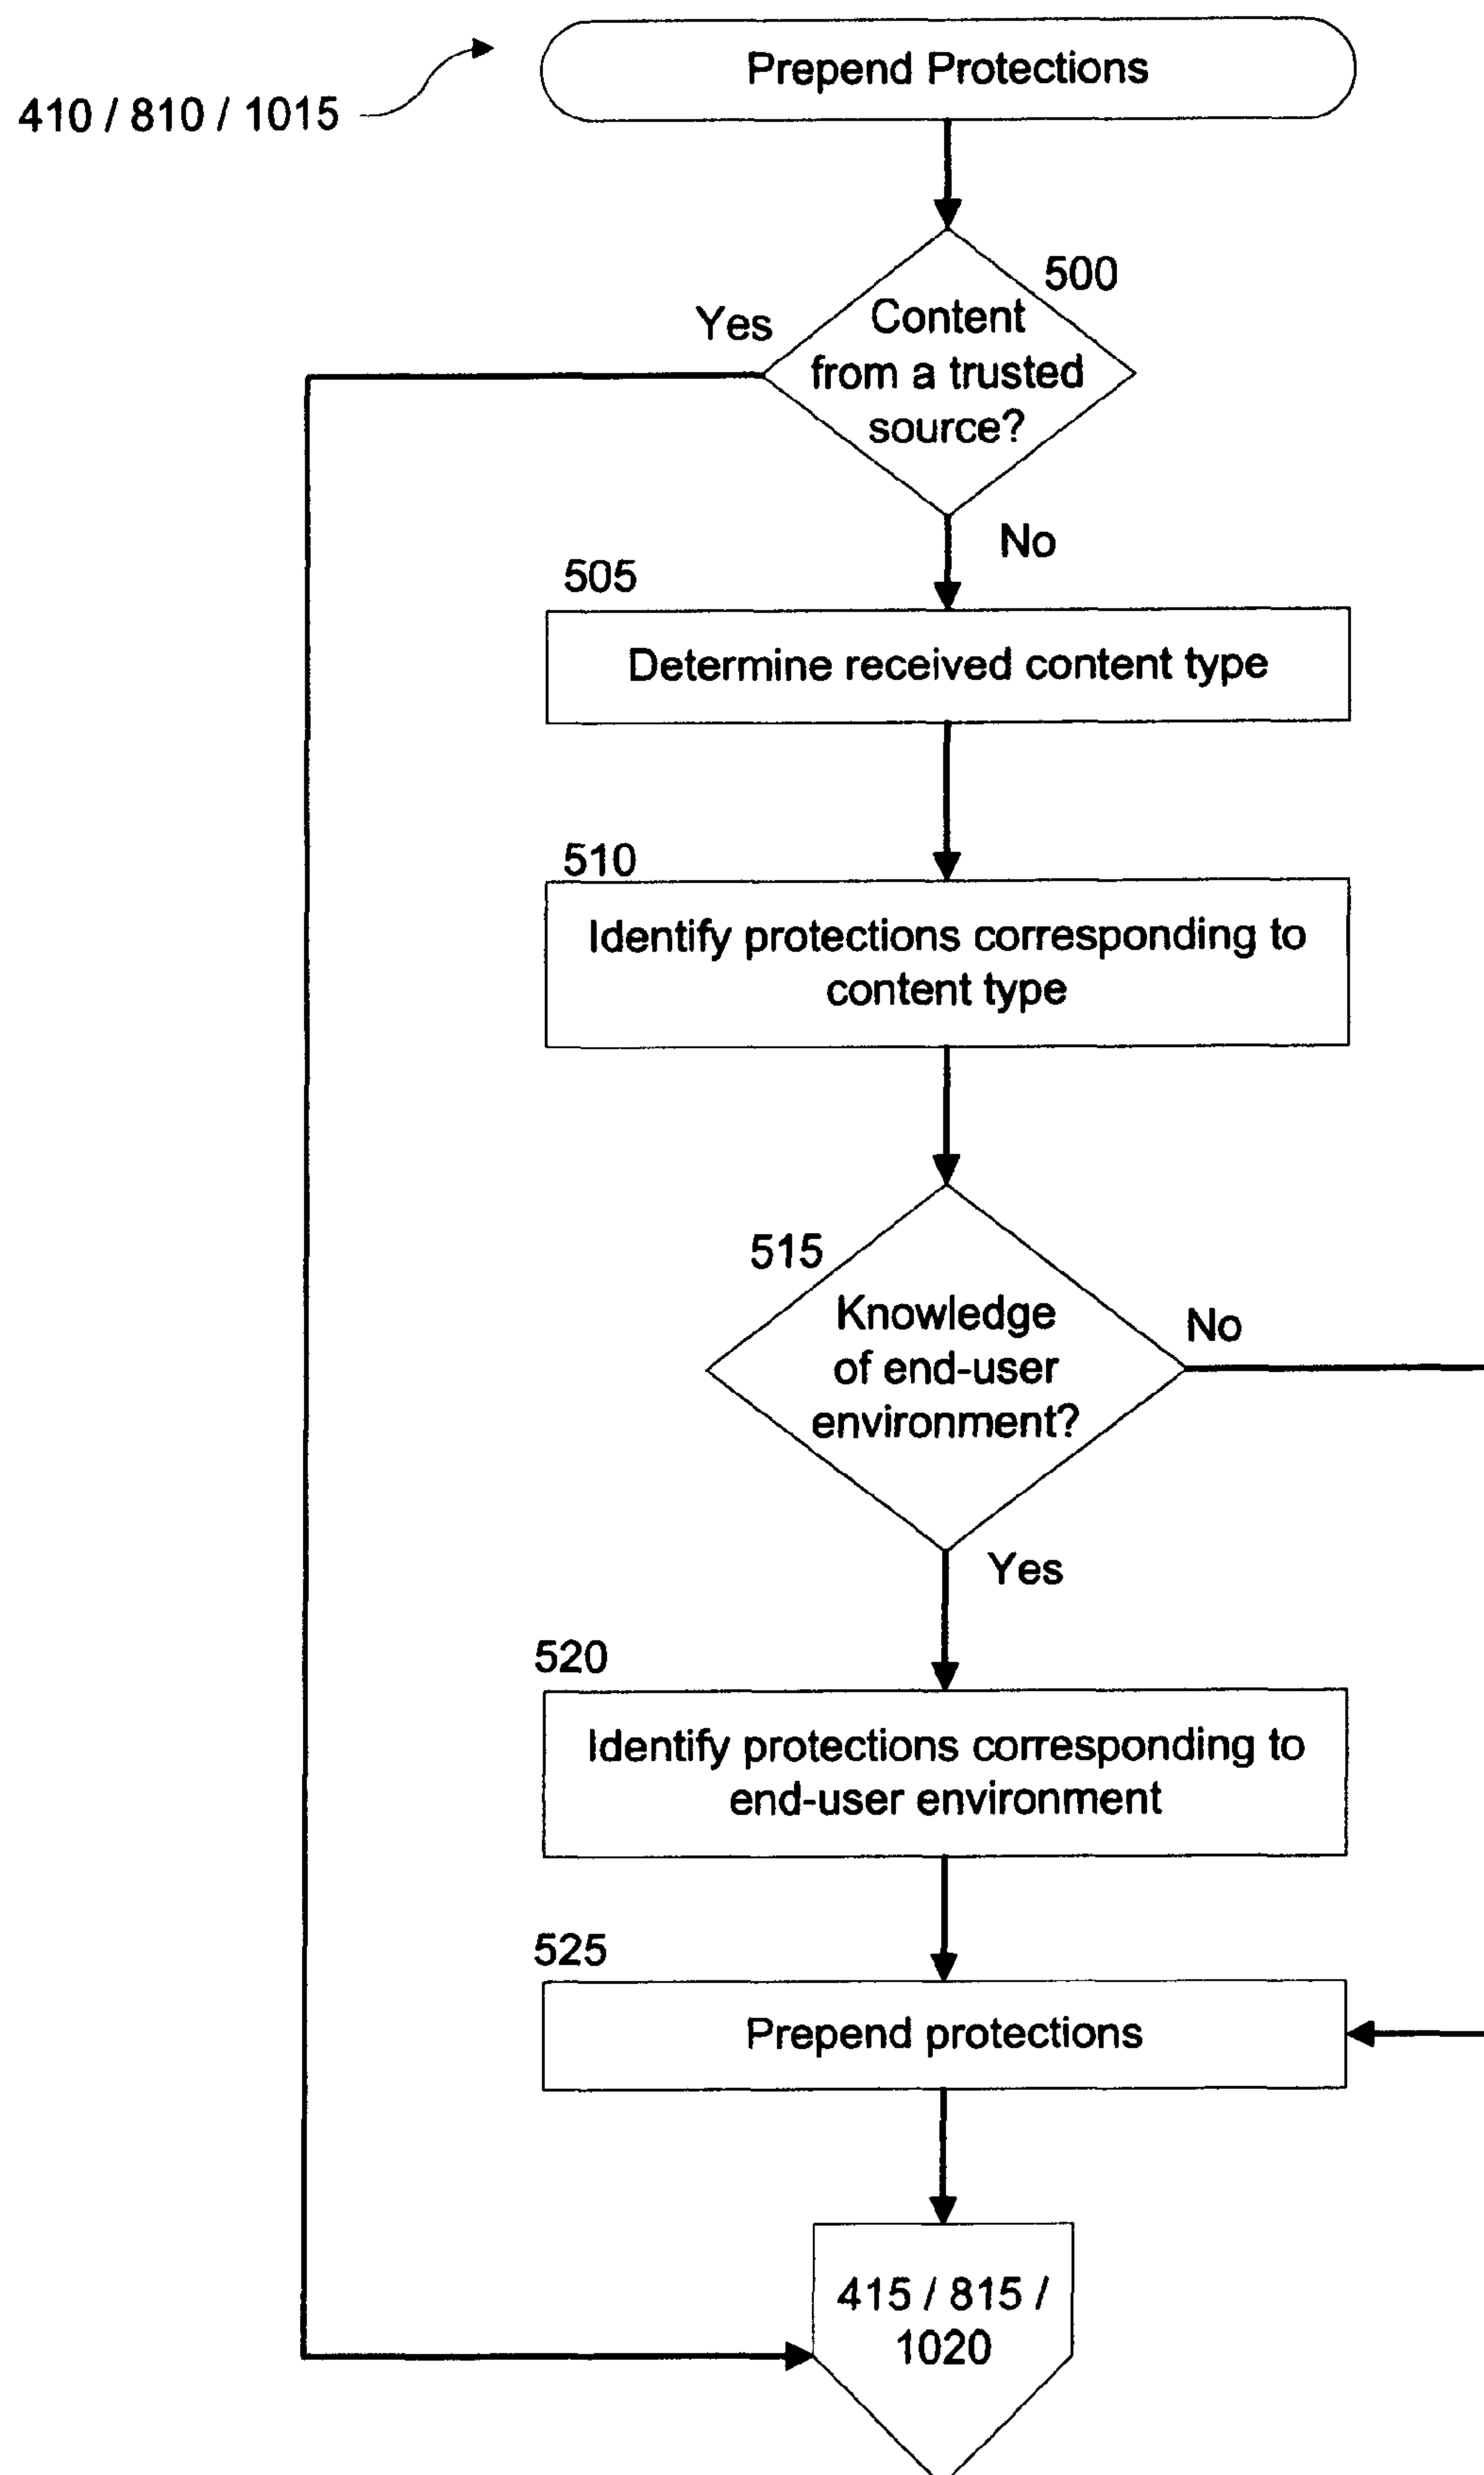 Prepend Protections
410 / 810 / 1015
500
Yes
Content
from a trusted
source?
No
505
Determine received content type
510
Identify protections corresponding to
content type
515
Knowledge
of end-user
environment?
No
Yes
520
Identify protections corresponding to
end-user environment
525
Prepend protections
415 / 815 /
1020